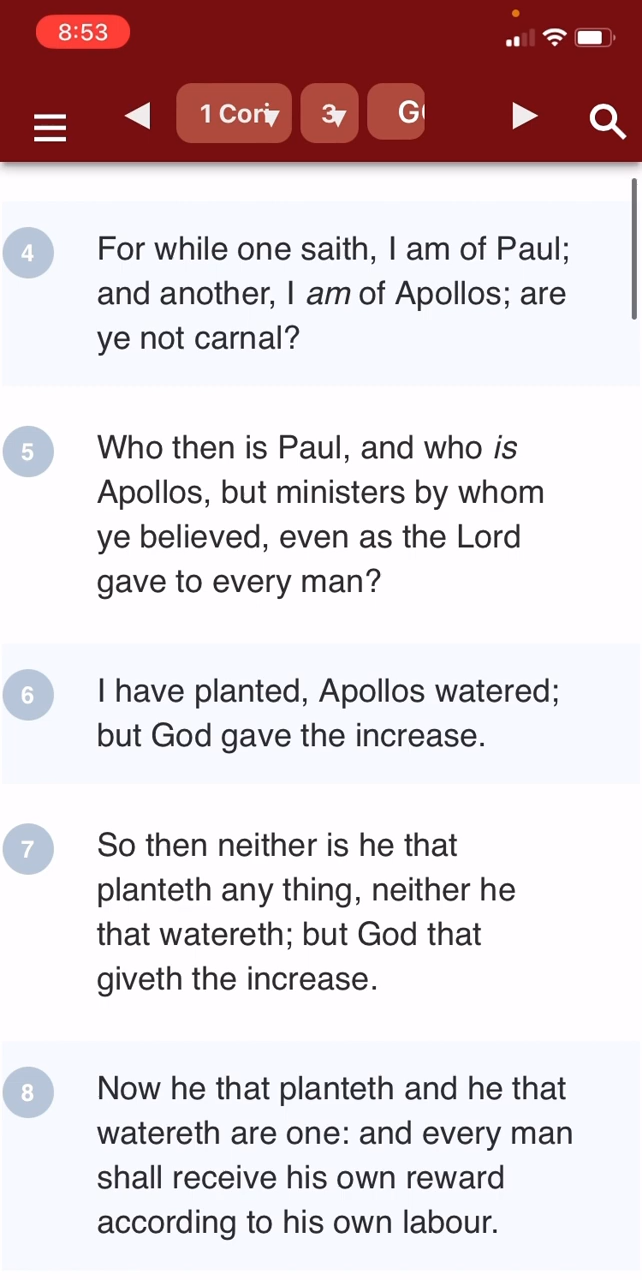 8:53
1 Cori
3
G
4
For while one saith, I am of Paul;
and another, I am of Apollos; are
ye not carnal?
5
Who then is Paul, and who is
Apollos, but ministers by whom
ye believed, even as the Lord
gave to every man?
6
I have planted, Apollos watered;
but God gave the increase.
7
So then neither is he that
planteth any thing, neither he
that watereth; but God that
giveth the increase.
8
Now he that planteth and he that
watereth are one: and every man
shall receive his own reward
according to his own labour.